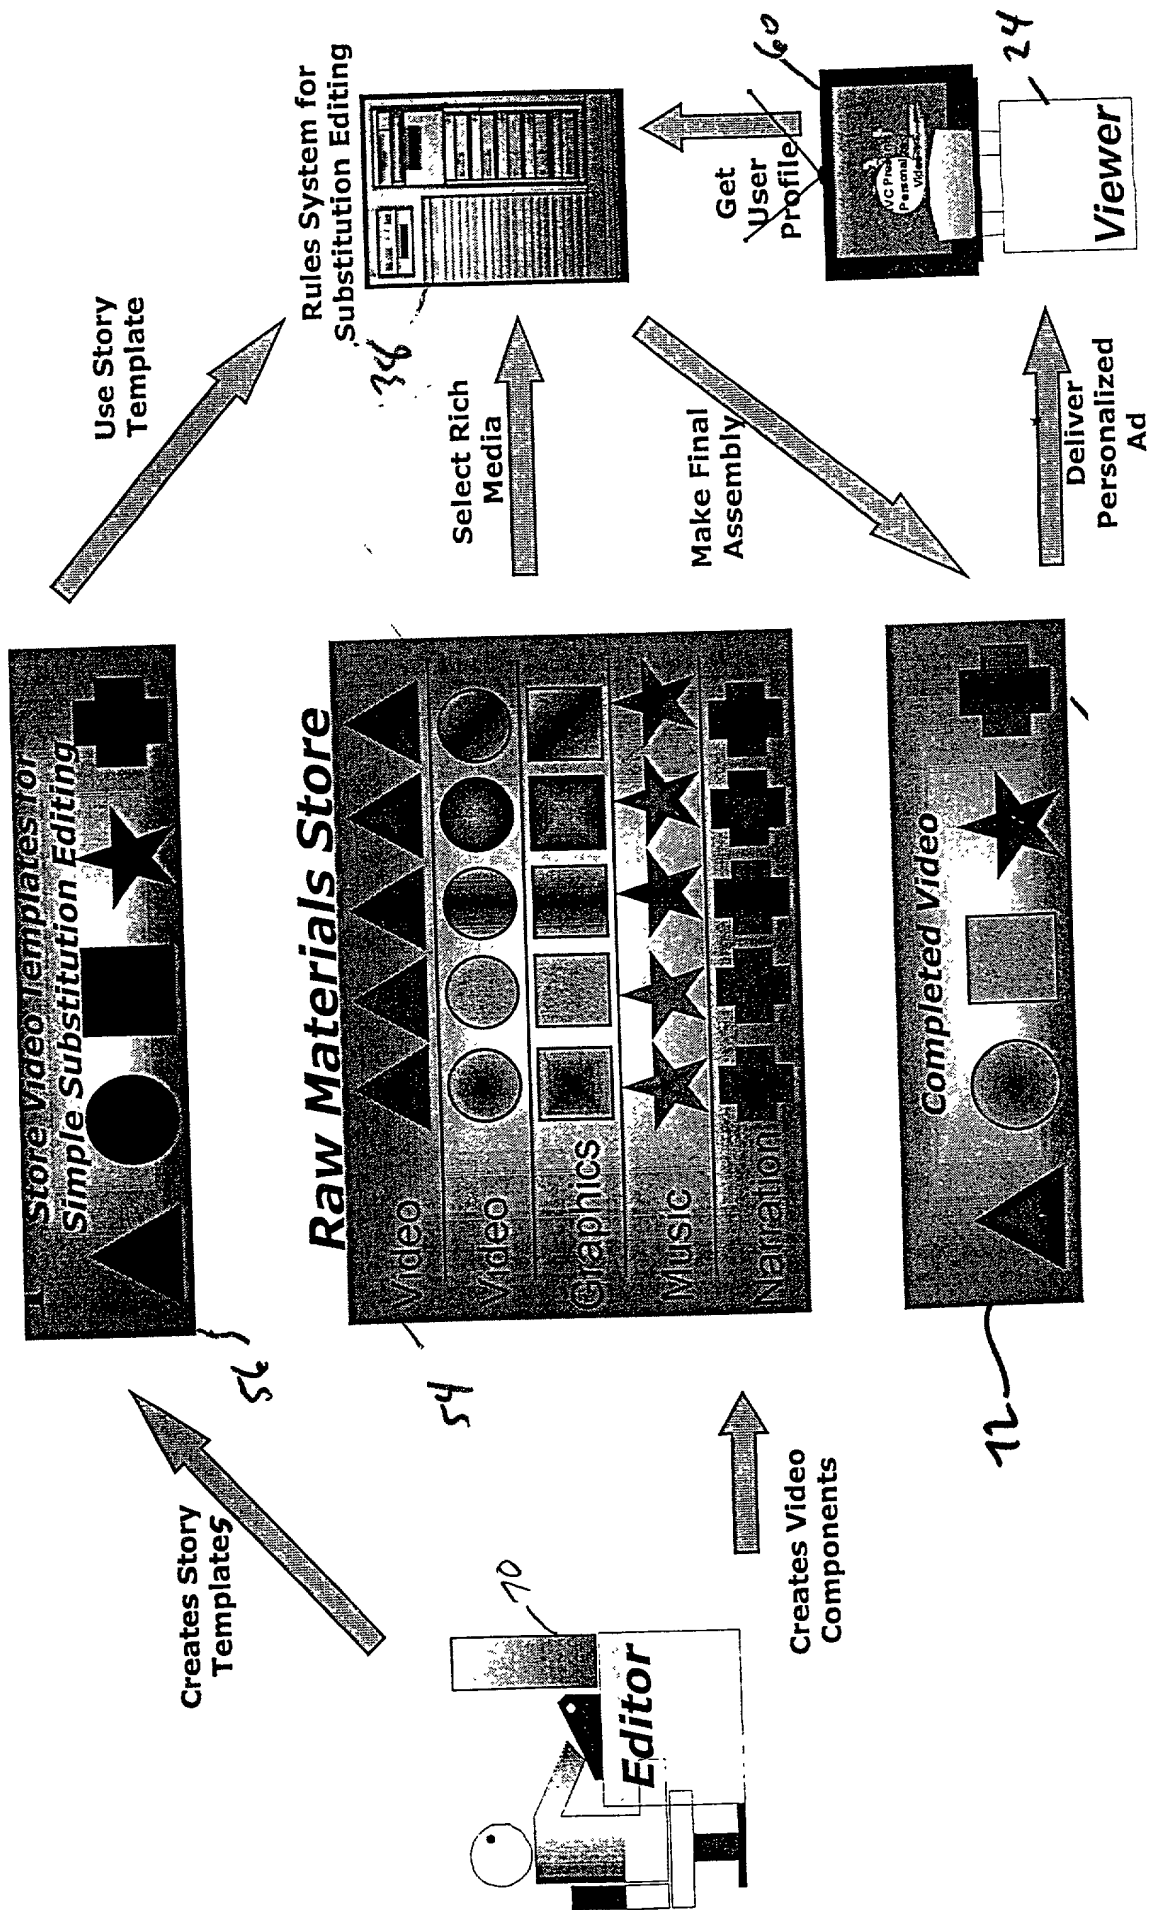 Creates Story
Templates
Store Video Templates for
Simple Substitution Editing
56
Use Story
Template
Rules System for
Substitution Editing
Raw Materials Store
Video
Video
Graphics
Music
Narration
54
Select Rich
Media
Get
User
Profile
60
Editor
70
Creates Video
Components
Make Final
Assembly
Completed Video
12
Deliver
Personalized
Ad
Viewer
24